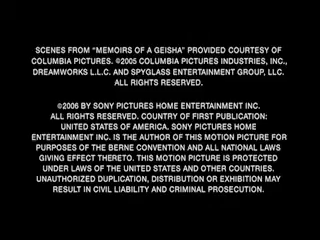 SCENES FROM “MEMOIRS OF A GEISHA” PROVIDED COURTESY OF
COLUMBIA PICTURES. ©2005 COLUMBIA PICTURES INDUSTRIES, INC.,
DREAMWORKS L.L.C. AND SPYGLASS ENTERTAINMENT GROUP, LLC.
ALL RIGHTS RESERVED.
©2006 BY SONY PICTURES HOME ENTERTAINMENT INC.
ALL RIGHTS RESERVED. COUNTRY OF FIRST PUBLICATION:
UNITED STATES OF AMERICA. SONY PICTURES HOME
ENTERTAINMENT INC. IS THE AUTHOR OF THIS MOTION PICTURE FOR
PURPOSES OF THE BERNE CONVENTION AND ALL NATIONAL LAWS
GIVING EFFECT THERETO. THIS MOTION PICTURE IS PROTECTED
UNDER LAWS OF THE UNITED STATES AND OTHER COUNTRIES.
UNAUTHORIZED DUPLICATION, DISTRIBUTION OR EXHIBITION MAY
RESULT IN CIVIL LIABILITY AND CRIMINAL PROSECUTION.